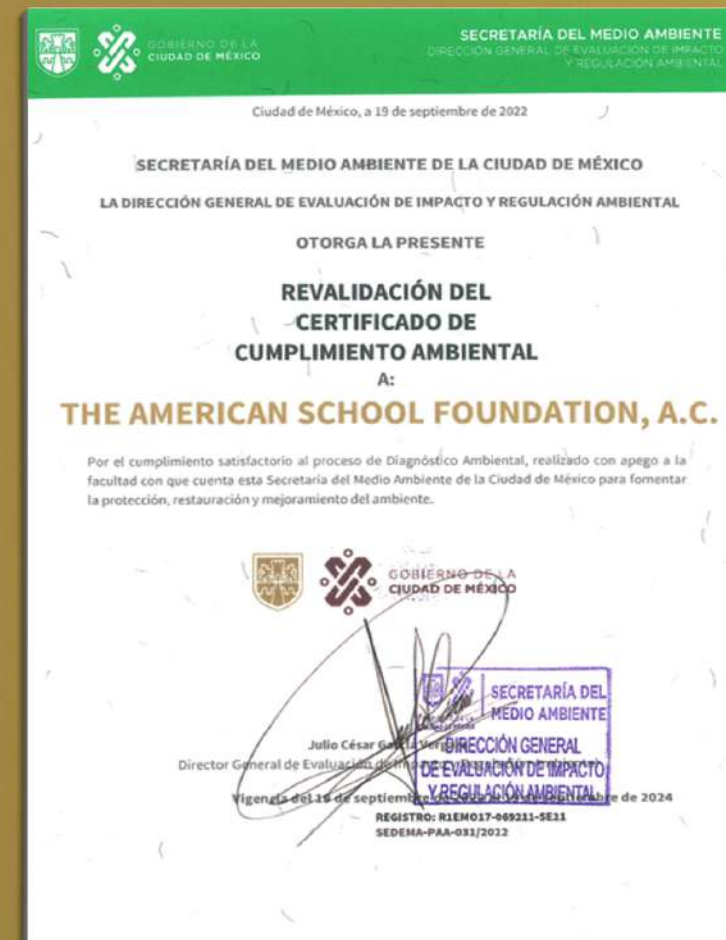 GOBIERNO DE LA
CIUDAD DE MÉXICO
SECRETARÍA DEL MEDIO AMBIENTE
DIRECCIÓN GENERAL DE EVALUACIÓN DE IMPACTO
Y REGULACIÓN AMBIENTAL
Ciudad de México, a 19 de septiembre de 2022
SECRETARÍA DEL MEDIO AMBIENTE DE LA CIUDAD DE MÉXICO
LA DIRECCIÓN GENERAL DE EVALUACIÓN DE IMPACTO Y REGULACIÓN AMBIENTAL
OTORGA LA PRESENTE
REVALIDACIÓN DEL
CERTIFICADO DE
CUMPLIMIENTO AMBIENTAL
A:
THE AMERICAN SCHOOL FOUNDATION, A.C.
Por el cumplimiento satisfactorio al proceso de Diagnóstico Ambiental, realizado con apego a la
facultad con que cuenta esta Secretaría del Medio Ambiente de la Ciudad de México para fomentar
la protección, restauración y mejoramiento del ambiente.
GOBIERNO DE LA
CIUDAD DE MÉXICO
SECRETARÍA DEL
MEDIO AMBIENTE
DIRECCIÓN GENERAL
DE EVALUACIÓN DE IMPACTO
Y REGULACIÓN AMBIENTAL
Julio César
Director General de Evaluación de
Vigencia del 19 de septiembre de 2024
REGISTRO: R1EMO17-069211-SE21
SEDEMA-PAA-031/2022